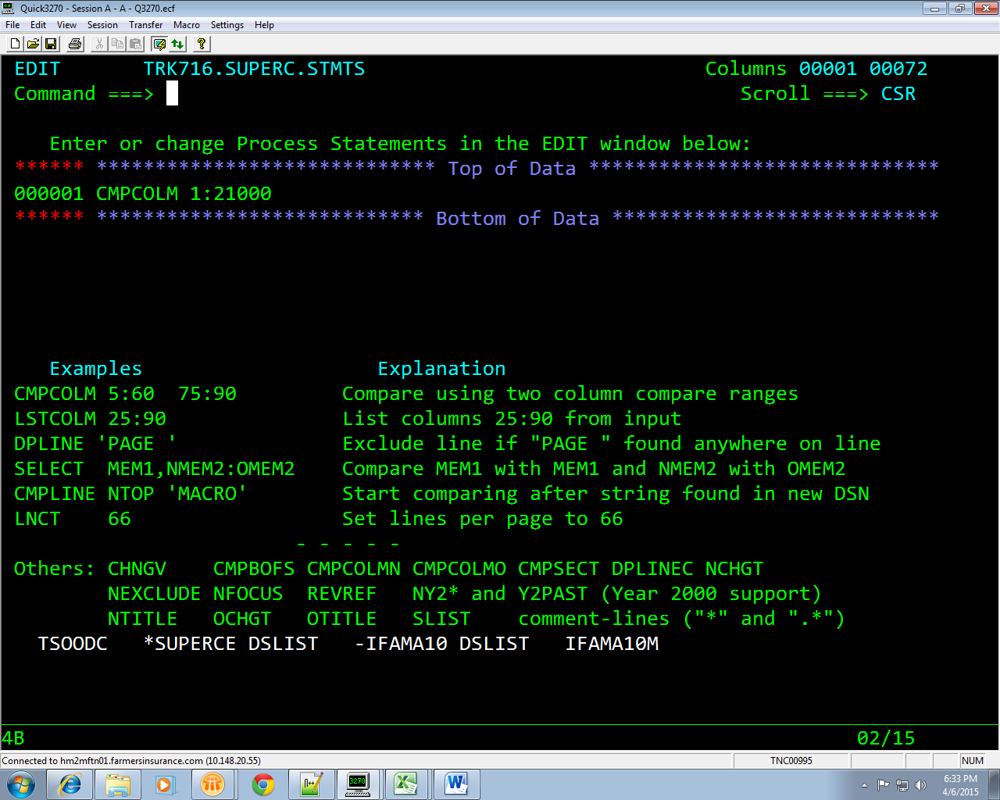 Quick3270 - Session A - A - Q3270.ecf
File Edit View Session Transfer Macro Settings Help
EDIT TRK716.SUPERC.STMTS Columns 00001 00072
Command ===> Scroll ===> CSR
Enter or change Process Statements in the EDIT window below:
****** ***************************** Top of Data ******************************
000001 CMPCOLM 1:21000
****** **************************** Bottom of Data ****************************
Examples Explanation
CMPCOLM 5:60 75:90 Compare using two column compare ranges
LSTCOLM 25:90 List columns 25:90 from input
DPLINE 'PAGE ' Exclude line if "PAGE " found anywhere on line
SELECT MEM1,NMEM2:OMEM2 Compare MEM1 with MEM1 and NMEM2 with OMEM2
CMPLINE NTOP 'MACRO' Start comparing after string found in new DSN
LNCT 66 Set lines per page to 66
- - - - -
Others: CHNGV CMPBOFS CMPCOLMN CMPCOLMO CMPSECT DPLINEC NCHGT
NEXCLUDE NFOCUS REVREF NY2* and Y2PAST (Year 2000 support)
NTITLE OCHGT OTITLE SLIST comment-lines ("*" and ".*")
TSOODC *SUPERCE DSLIST -IFAMA10 DSLIST IFAMA10M
4B 02/15
Connected to hm2mftn01.farmersinsurance.com (10.148.20.55) TNC00995 NUM
6:33 PM
4/6/2015